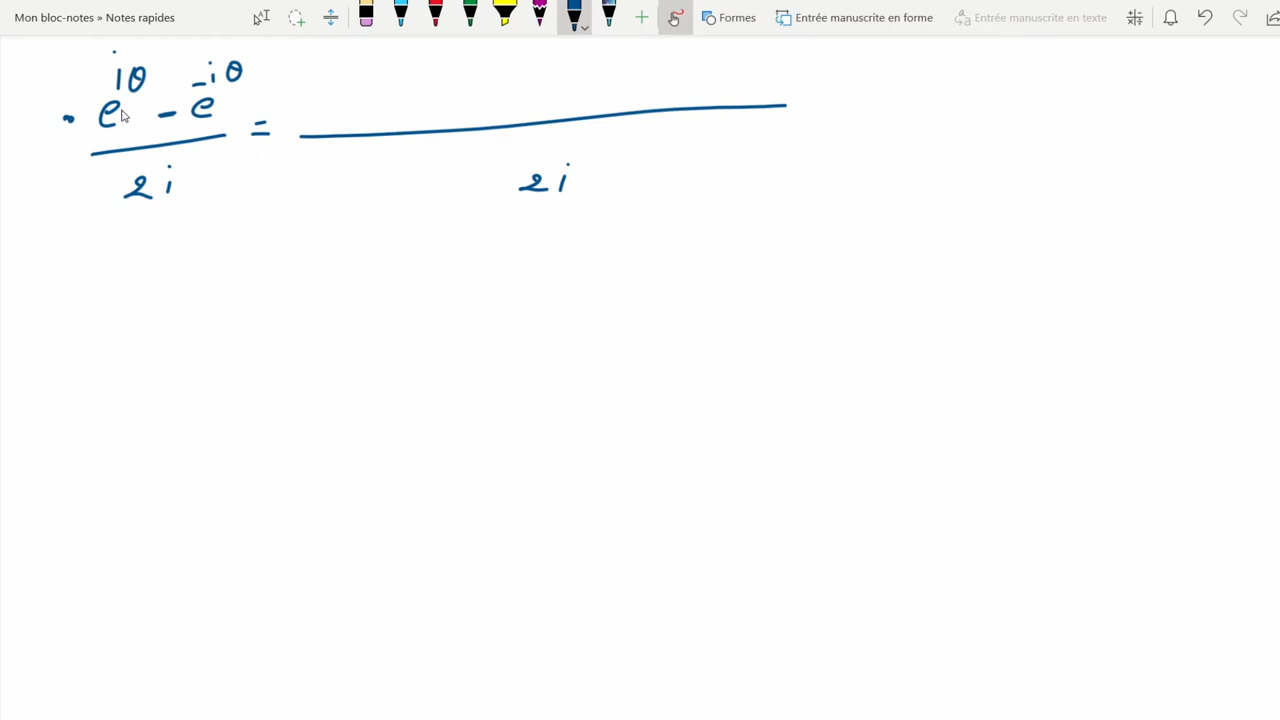 Mon bloc-notes » Notes rapides
Formes
Entrée manuscrite en forme
Entrée manuscrite en texte
iθ -iθ
• e - e =
2i 2i